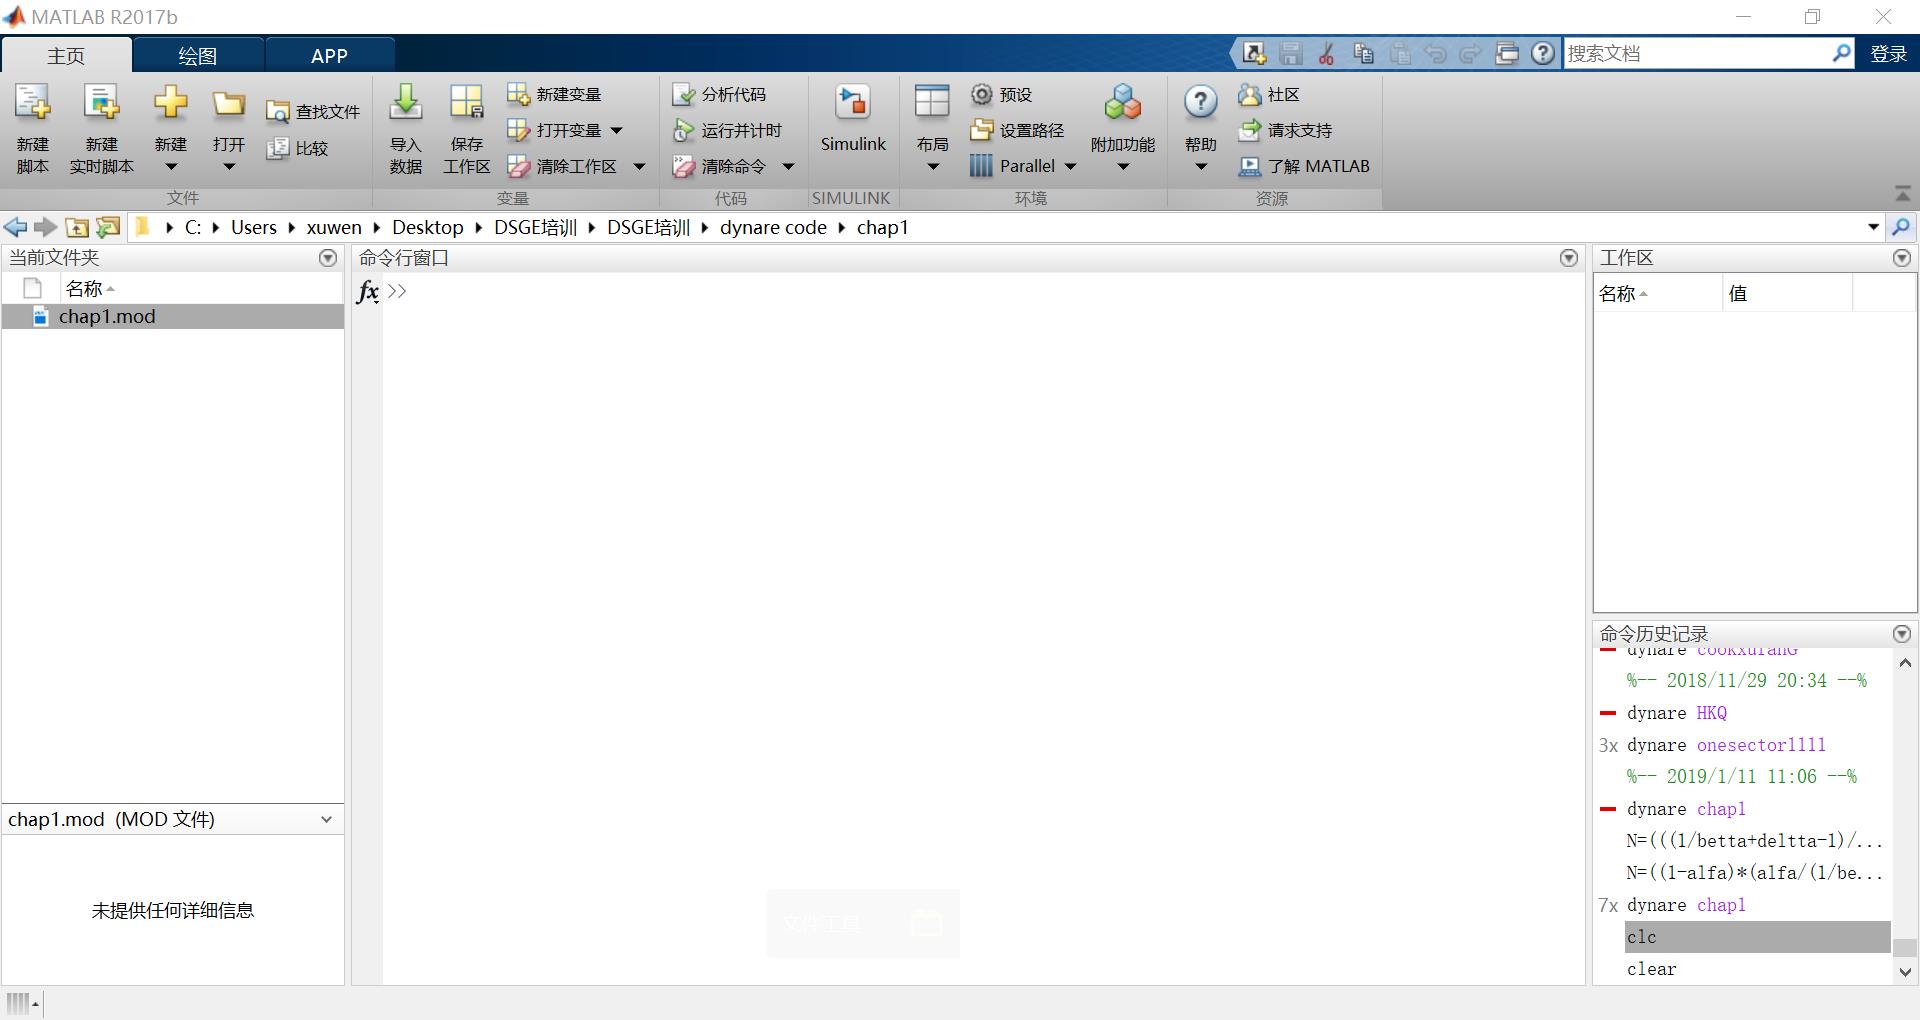 MATLAB R2017b
主页
绘图
APP
搜索文档
登录
新建
脚本
新建
实时脚本
新建
打开
查找文件
比较
文件
导入
数据
保存
工作区
新建变量
打开变量
清除工作区
变量
分析代码
运行并计时
清除命令
代码
Simulink
SIMULINK
布局
预设
设置路径
Parallel
附加功能
环境
帮助
社区
请求支持
了解 MATLAB
资源
C: Users xuwen Desktop DSGE培训 DSGE培训 dynare code chap1
当前文件夹
名称
chap1.mod
chap1.mod (MOD 文件)
未提供任何详细信息
命令行窗口
fx >>
文件工具
工作区
名称
值
命令历史记录
dynare
%-- 2018/11/29 20:34 --%
dynare HKQ
3x dynare onesector1111
%-- 2019/1/11 11:06 --%
dynare chap1
N=(((1/betta+deltta-1)/...
N=((1-alfa)*(alfa/(1/be...
7x dynare chap1
clc
clear